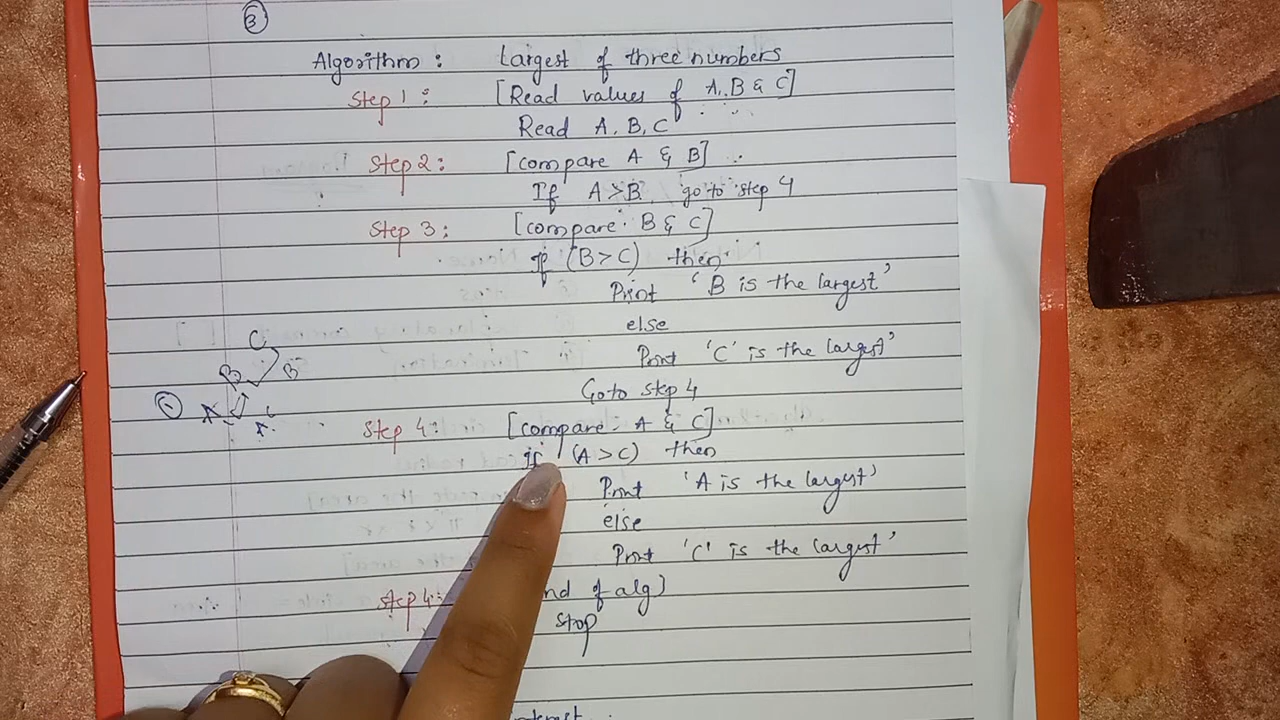 3
Algorithm : Largest of three numbers
Step 1 : [Read values of A, B & C]
Read A, B, C
Step 2 : [compare A & B]
If A > B go to step 4
Step 3 : [compare B & C]
if (B > C) then
Print 'B is the largest'
else
Print 'C' is the largest'
Goto step 4
Step 4 : [compare A & C]
if (A > C) then
Print 'A is the largest'
else
Print 'C' is the largest'
Step 4 : of alg)
Stop
C
B B
A